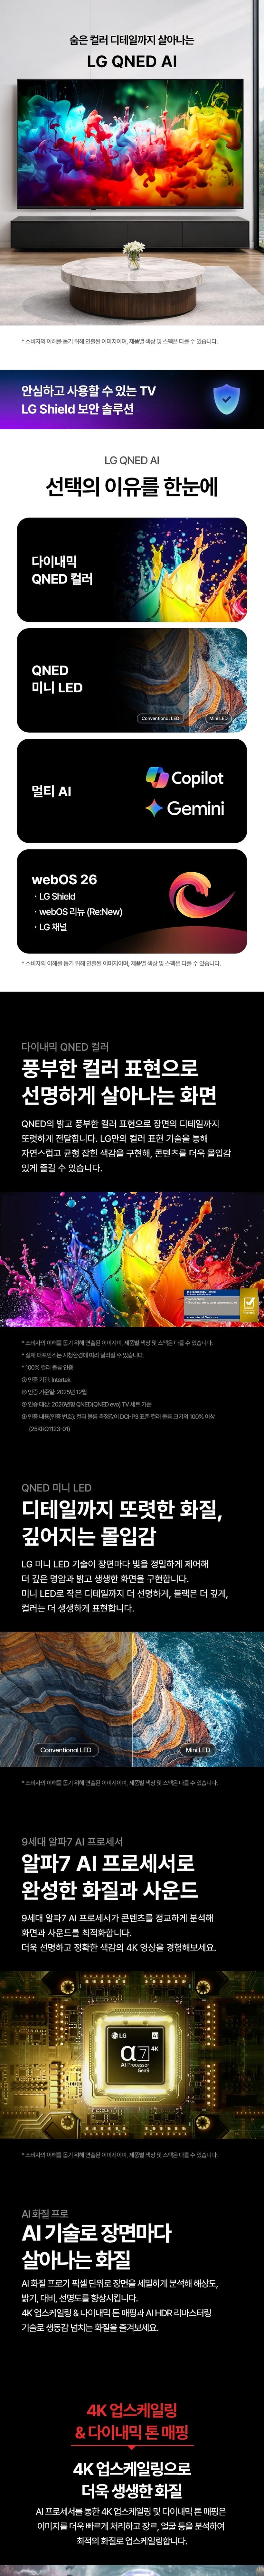 숨은 컬러 디테일까지 살아나는
LG QNED AI
* 소비자의 이해를 돕기 위해 연출된 이미지이며, 제품별 색상 및 스펙은 다를 수 있습니다.
안심하고 사용할 수 있는 TV
LG Shield 보안 솔루션
LG QNED AI
선택의 이유를 한눈에
다이내믹
QNED 컬러
QNED
미니 LED
Conventional LED
Mini LED
멀티 AI
Copilot
Gemini
webOS 26
· LG Shield
· webOS 리뉴 (Re:New)
· LG 채널
* 소비자의 이해를 돕기 위해 연출된 이미지이며, 제품별 색상 및 스펙은 다를 수 있습니다.
다이내믹 QNED 컬러
풍부한 컬러 표현으로
선명하게 살아나는 화면
QNED의 밝고 풍부한 컬러 표현으로 장면의 디테일까지
또렷하게 전달합니다. LG만의 컬러 표현 기술을 통해
자연스럽고 균형 잡힌 색감을 구현해, 콘텐츠를 더욱 몰입감
있게 즐길 수 있습니다.
* 소비자의 이해를 돕기 위해 연출된 이미지이며, 제품별 색상 및 스펙은 다를 수 있습니다.
* 실제 퍼포먼스는 시청환경에 따라 달라질 수 있습니다.
* 100% 컬러 볼륨 인증
① 인증 기관: Intertek
② 인증 기준일: 2025년 12월
③ 인증 대상: 2026년형 QNED(QNED evo) TV 세트 기준
④ 인증 내용(인증 번호): 컬러 볼륨 측정값이 DCI-P3 표준 컬러 볼륨 크기의 100% 이상
(25KRQ1123-01)
QNED 미니 LED
디테일까지 또렷한 화질,
깊어지는 몰입감
LG 미니 LED 기술이 장면마다 빛을 정밀하게 제어해
더 깊은 명암과 밝고 생생한 화면을 구현합니다.
미니 LED로 작은 디테일까지 더 선명하게, 블랙은 더 깊게,
컬러는 더 생생하게 표현합니다.
Conventional LED
Mini LED
* 소비자의 이해를 돕기 위해 연출된 이미지이며, 제품별 색상 및 스펙은 다를 수 있습니다.
9세대 알파7 AI 프로세서
알파7 AI 프로세서로
완성한 화질과 사운드
9세대 알파7 AI 프로세서가 콘텐츠를 정교하게 분석해
화면과 사운드를 최적화합니다.
더욱 선명하고 정확한 색감의 4K 영상을 경험해보세요.
LG
AI
α7 4K
AI Processor
Gen9
* 소비자의 이해를 돕기 위해 연출된 이미지이며, 제품별 색상 및 스펙은 다를 수 있습니다.
AI 화질 프로
AI 기술로 장면마다
살아나는 화질
AI 화질 프로가 픽셀 단위로 장면을 세밀하게 분석해 해상도,
밝기, 대비, 선명도를 향상시킵니다.
4K 업스케일링 & 다이내믹 톤 매핑과 AI HDR 리마스터링
기술로 생동감 넘치는 화질을 즐겨보세요.
4K 업스케일링
& 다이내믹 톤 매핑
4K 업스케일링으로
더욱 생생한 화질
AI 프로세서를 통한 4K 업스케일링 및 다이내믹 톤 매핑은
이미지를 더욱 빠르게 처리하고 장르, 얼굴 등을 분석하여
최적의 화질로 업스케일링합니다.